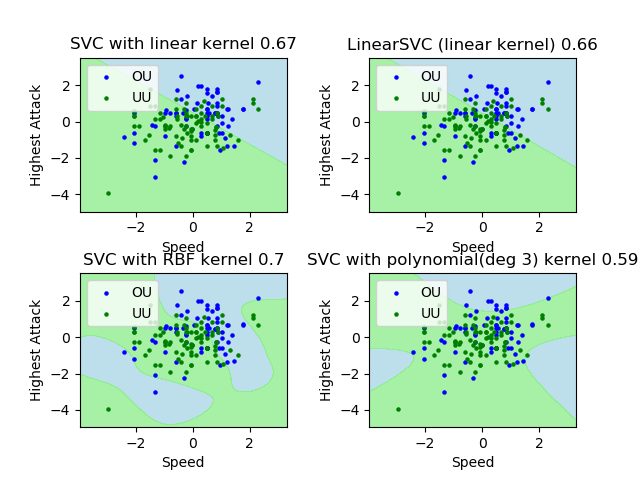 SVC with linear kernel 0.67
LinearSVC (linear kernel) 0.66
Highest Attack
2
0
−2
−4
OU
UU
−2
0
2
Speed
Highest Attack
2
0
−2
−4
OU
UU
−2
0
2
Speed
SVC with RBF kernel 0.7
SVC with polynomial(deg 3) kernel 0.59
Highest Attack
2
0
−2
−4
OU
UU
−2
0
2
Speed
Highest Attack
2
0
−2
−4
OU
UU
−2
0
2
Speed